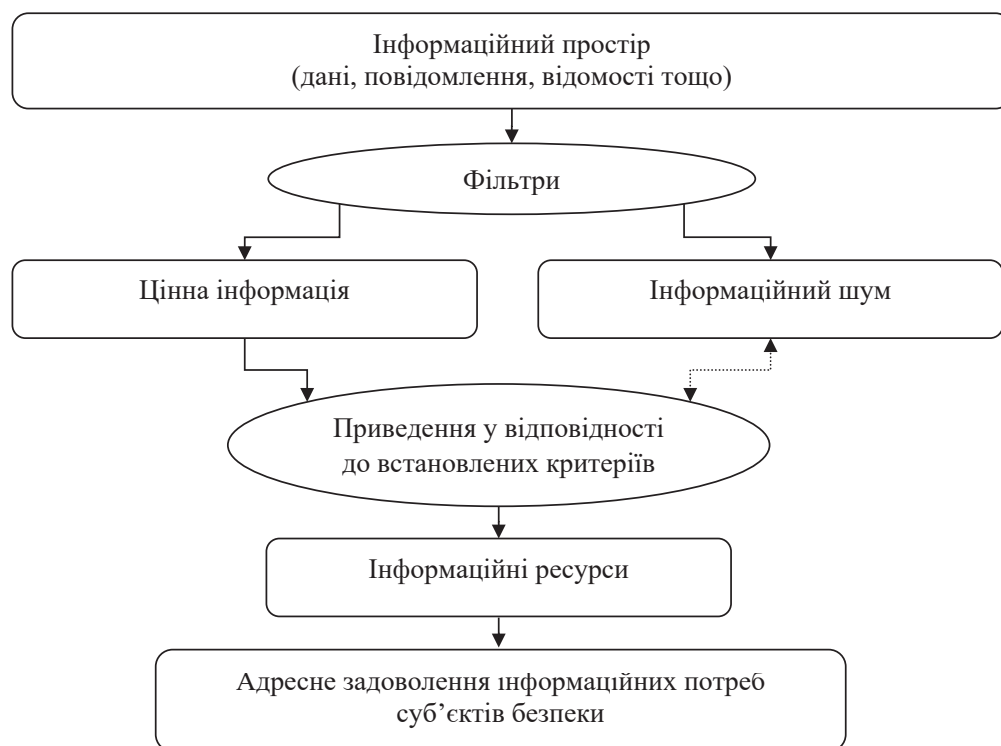 Інформаційний простір
(дані, повідомлення, відомості тощо)
Фільтри
Цінна інформація
Інформаційний шум
Приведення у відповідності
до встановлених критеріїв
Інформаційні ресурси
Адресне задоволення інформаційних потреб
суб’єктів безпеки